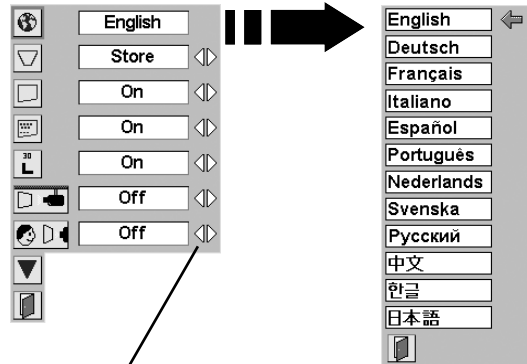 English
Store
On
On
30
L
On
Off
Off
English
Deutsch
Français
Italiano
Español
Português
Nederlands
Svenska
Русский
中文
한글
日本語